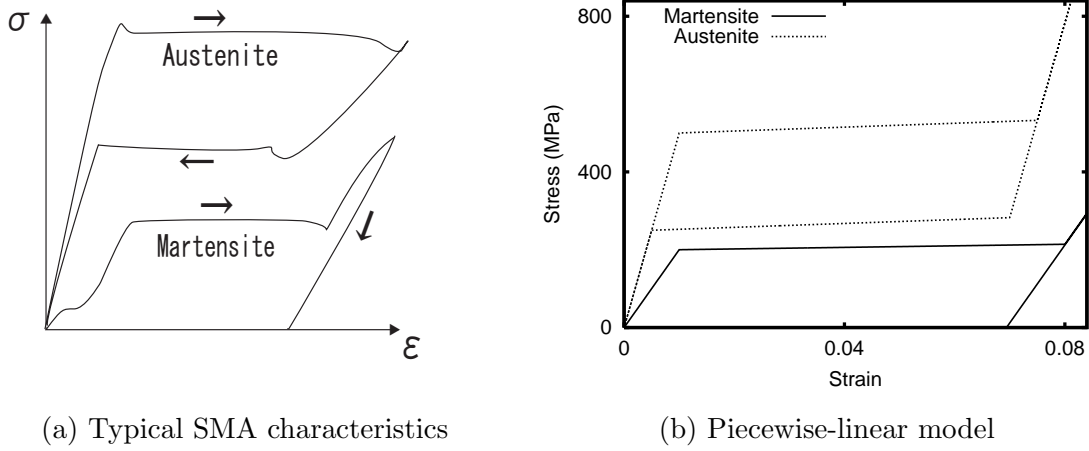 σ
Austenite
Martensite
ε
(a) Typical SMA characteristics
Martensite
Austenite
800
400
0
Stress (MPa)
0
0.04
0.08
Strain
(b) Piecewise-linear model